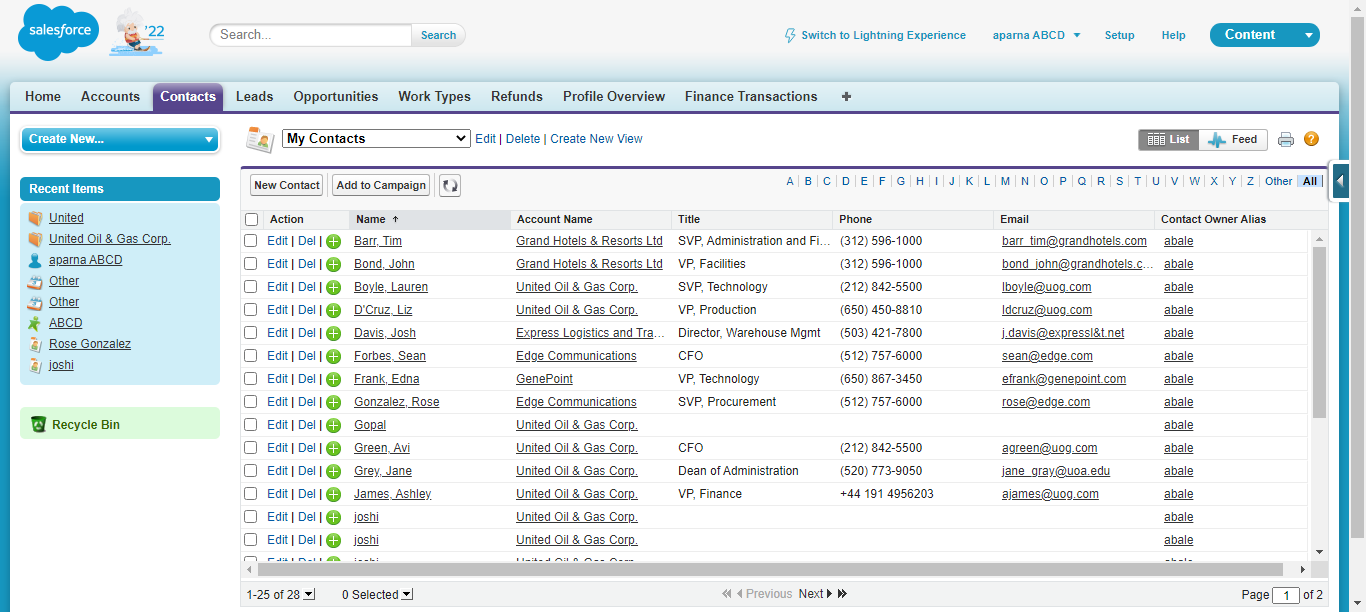 salesforce
'22
Search... Search
Switch to Lightning Experience aparna ABCD Setup Help Content
Home Accounts Contacts Leads Opportunities Work Types Refunds Profile Overview Finance Transactions +
Create New...
Recent Items
United
United Oil & Gas Corp.
aparna ABCD
Other
Other
ABCD
Rose Gonzalez
joshi
Recycle Bin
My Contacts Edit | Delete | Create New View List Feed ?
New Contact Add to Campaign A | B | C | D | E | F | G | H | I | J | K | L | M | N | O | P | Q | R | S | T | U | V | W | X | Y | Z | Other | All |
Action Name Account Name Title Phone Email Contact Owner Alias
Edit | Del | Barr, Tim Grand Hotels & Resorts Ltd SVP, Administration and Fi... (312) 596-1000 barr_tim@grandhotels.com abale
Edit | Del | Bond, John Grand Hotels & Resorts Ltd VP, Facilities (312) 596-1000 bond_john@grandhotels.c... abale
Edit | Del | Boyle, Lauren United Oil & Gas Corp. SVP, Technology (212) 842-5500 lboyle@uog.com abale
Edit | Del | D'Cruz, Liz United Oil & Gas Corp. VP, Production (650) 450-8810 ldcruz@uog.com abale
Edit | Del | Davis, Josh Express Logistics and Tra... Director, Warehouse Mgmt (503) 421-7800 j.davis@expressl&t.net abale
Edit | Del | Forbes, Sean Edge Communications CFO (512) 757-6000 sean@edge.com abale
Edit | Del | Frank, Edna GenePoint VP, Technology (650) 867-3450 efrank@genepoint.com abale
Edit | Del | Gonzalez, Rose Edge Communications SVP, Procurement (512) 757-6000 rose@edge.com abale
Edit | Del | Gopal United Oil & Gas Corp. abale
Edit | Del | Green, Avi United Oil & Gas Corp. CFO (212) 842-5500 agreen@uog.com abale
Edit | Del | Grey, Jane United Oil & Gas Corp. Dean of Administration (520) 773-9050 jane_gray@uoa.edu abale
Edit | Del | James, Ashley United Oil & Gas Corp. VP, Finance +44 191 4956203 ajames@uog.com abale
Edit | Del | joshi United Oil & Gas Corp. abale
Edit | Del | joshi United Oil & Gas Corp. abale
Edit | Del | joshi United Oil & Gas Corp. abale
1-25 of 28 0 Selected Previous Next Page 1 of 2